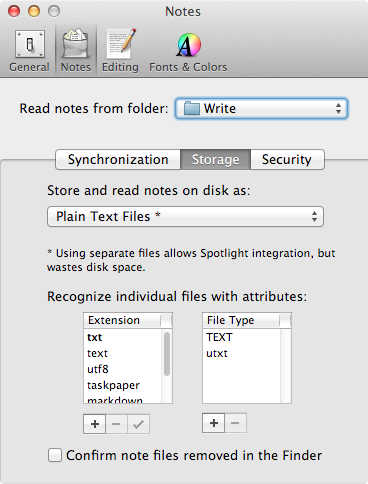 Notes
General Notes Editing Fonts & Colors
Read notes from folder: Write
Synchronization Storage Security
Store and read notes on disk as:
Plain Text Files *
* Using separate files allows Spotlight integration, but
wastes disk space.
Recognize individual files with attributes:
Extension File Type
txt TEXT
text utxt
utf8
taskpaper
markdown
Confirm note files removed in the Finder